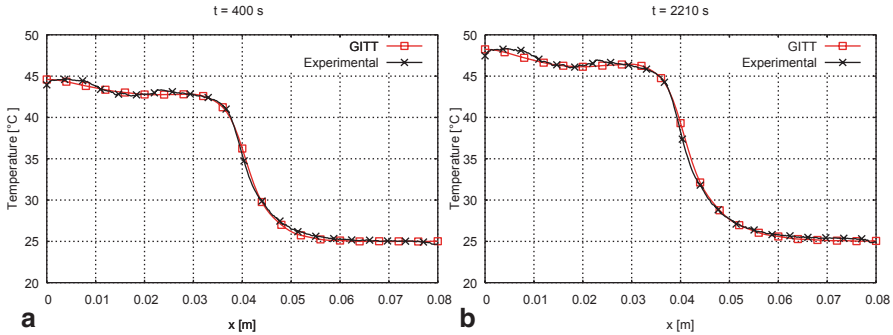 t = 400 s
GITT
Experimental
Temperature [°C]
50
45
40
35
30
25
20
0 0.01 0.02 0.03 0.04 0.05 0.06 0.07 0.08
x [m]
a
t = 2210 s
GITT
Experimental
Temperature [°C]
50
45
40
35
30
25
20
0 0.01 0.02 0.03 0.04 0.05 0.06 0.07 0.08
x [m]
b